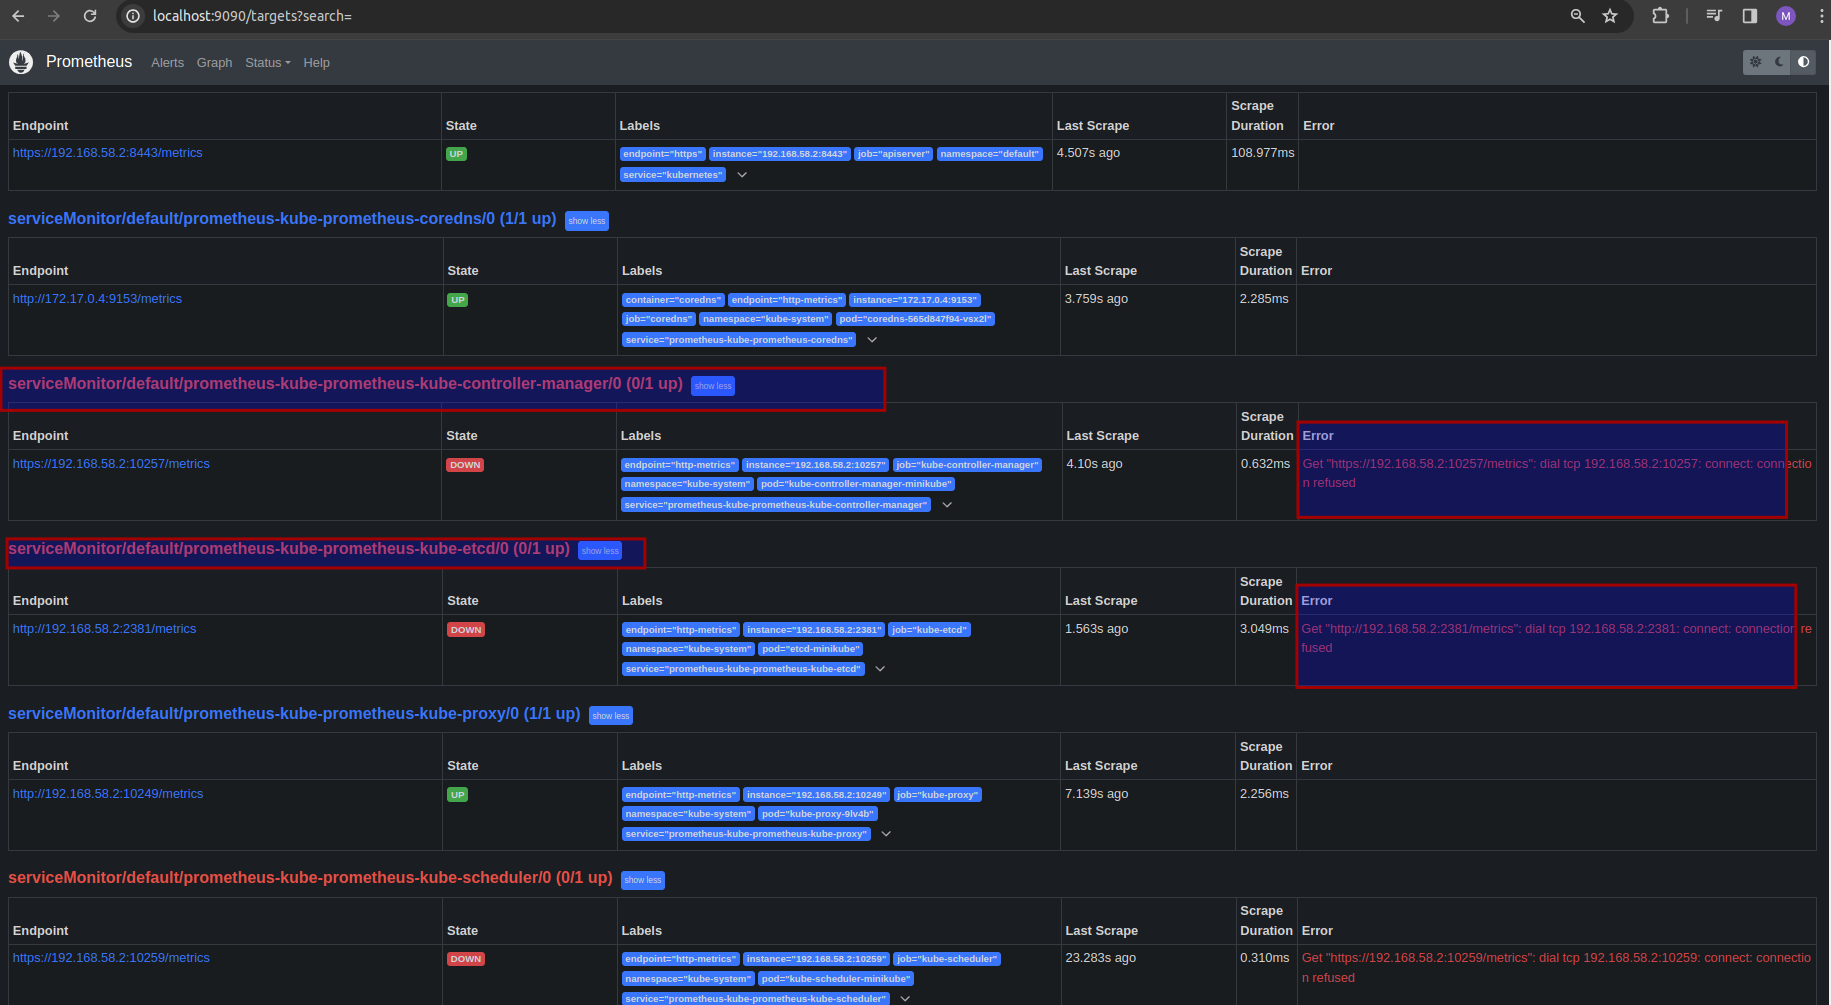 localhost:9090/targets?search=
M
Prometheus Alerts Graph Status Help
Endpoint State Labels Last Scrape Scrape Duration Error
https://192.168.58.2:8443/metrics UP endpoint="https" instance="192.168.58.2:8443" job="apiserver" namespace="default" 4.507s ago 108.977ms
service="kubernetes"
serviceMonitor/default/prometheus-kube-prometheus-coredns/0 (1/1 up) show less
Endpoint State Labels Last Scrape Scrape Duration Error
http://172.17.0.4:9153/metrics UP container="coredns" endpoint="http-metrics" instance="172.17.0.4:9153" 3.759s ago 2.285ms
job="coredns" namespace="kube-system" pod="coredns-565d847f94-vsx2l"
service="prometheus-kube-prometheus-coredns"
serviceMonitor/default/prometheus-kube-prometheus-kube-controller-manager/0 (0/1 up) show less
Endpoint State Labels Last Scrape Scrape Duration Error
https://192.168.58.2:10257/metrics DOWN endpoint="http-metrics" instance="192.168.58.2:10257" job="kube-controller-manager" 4.10s ago 0.632ms Get "https://192.168.58.2:10257/metrics": dial tcp 192.168.58.2:10257: connect: connectio
namespace="kube-system" pod="kube-controller-manager-minikube" n refused
service="prometheus-kube-prometheus-kube-controller-manager"
serviceMonitor/default/prometheus-kube-prometheus-kube-etcd/0 (0/1 up) show less
Endpoint State Labels Last Scrape Scrape Duration Error
http://192.168.58.2:2381/metrics DOWN endpoint="http-metrics" instance="192.168.58.2:2381" job="kube-etcd" 1.563s ago 3.049ms Get "http://192.168.58.2:2381/metrics": dial tcp 192.168.58.2:2381: connect: connection re
namespace="kube-system" pod="etcd-minikube" fused
service="prometheus-kube-prometheus-kube-etcd"
serviceMonitor/default/prometheus-kube-prometheus-kube-proxy/0 (1/1 up) show less
Endpoint State Labels Last Scrape Scrape Duration Error
http://192.168.58.2:10249/metrics UP endpoint="http-metrics" instance="192.168.58.2:10249" job="kube-proxy" 7.139s ago 2.256ms
namespace="kube-system" pod="kube-proxy-9lv4b"
service="prometheus-kube-prometheus-kube-proxy"
serviceMonitor/default/prometheus-kube-prometheus-kube-scheduler/0 (0/1 up) show less
Endpoint State Labels Last Scrape Scrape Duration Error
https://192.168.58.2:10259/metrics DOWN endpoint="http-metrics" instance="192.168.58.2:10259" job="kube-scheduler" 23.283s ago 0.310ms Get "https://192.168.58.2:10259/metrics": dial tcp 192.168.58.2:10259: connect: connectio
namespace="kube-system" pod="kube-scheduler-minikube" n refused
service="prometheus-kube-prometheus-kube-scheduler"